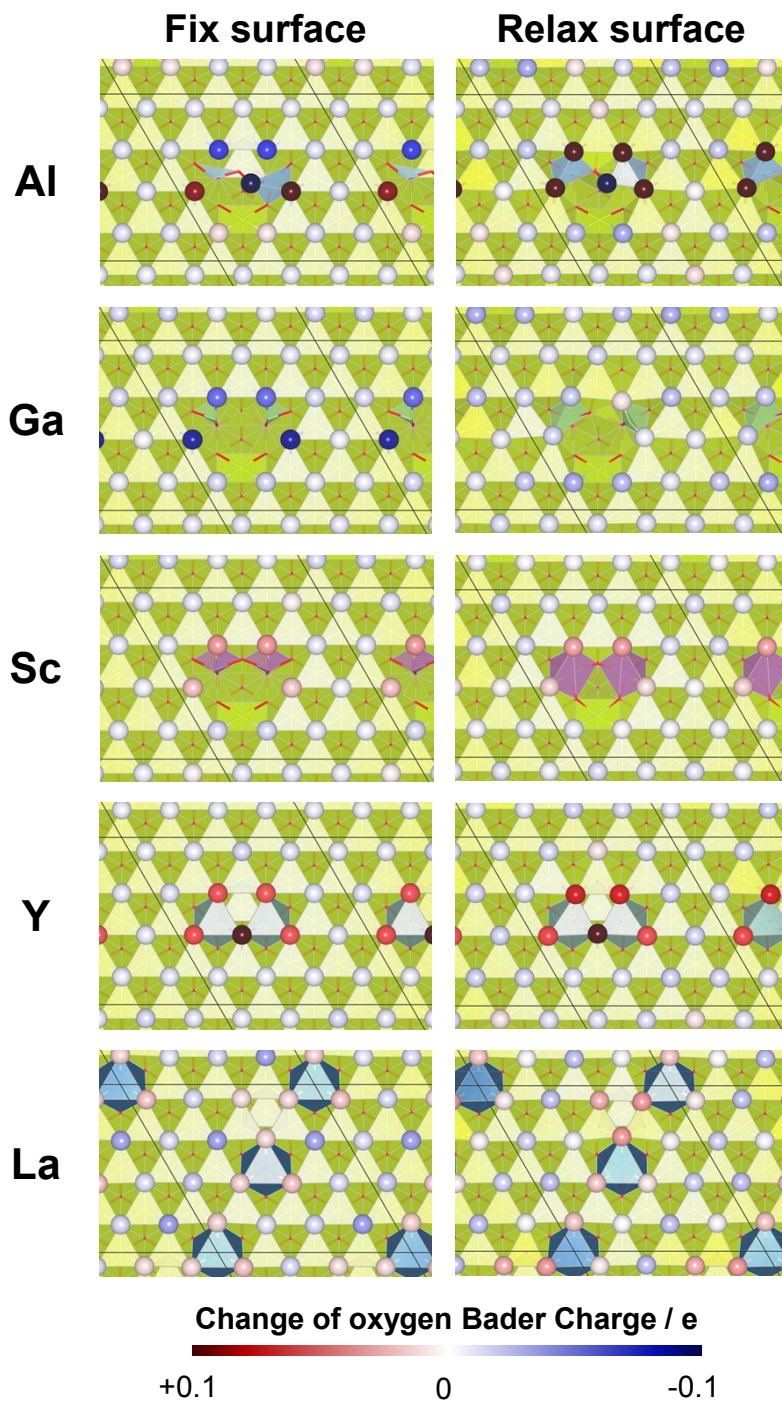 Fix surface Relax surface
Al
Ga
Sc
Y
La
Change of oxygen Bader Charge / e
+0.1 0 -0.1